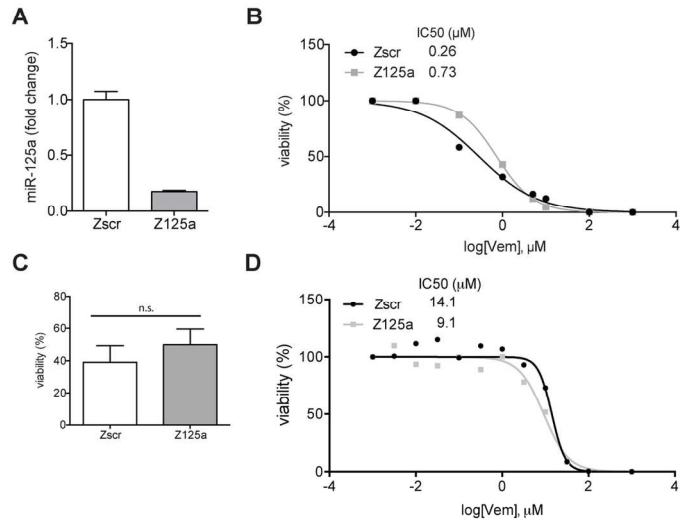 A
miR-125a (fold change)
1.5
1.0
0.5
0.0
Zscr
Z125a
B
IC50 (μM)
Zscr 0.26
Z125a 0.73
viability (%)
150
100
50
0
-4 -2 0 2 4
log[Vem], μM
C
n.s.
viability (%)
80
60
40
20
0
Zscr
Z125a
D
IC50 (μM)
Zscr 14.1
Z125a 9.1
viability (%)
150
100
50
0
-4 -2 0 2 4
log[Vem], μM